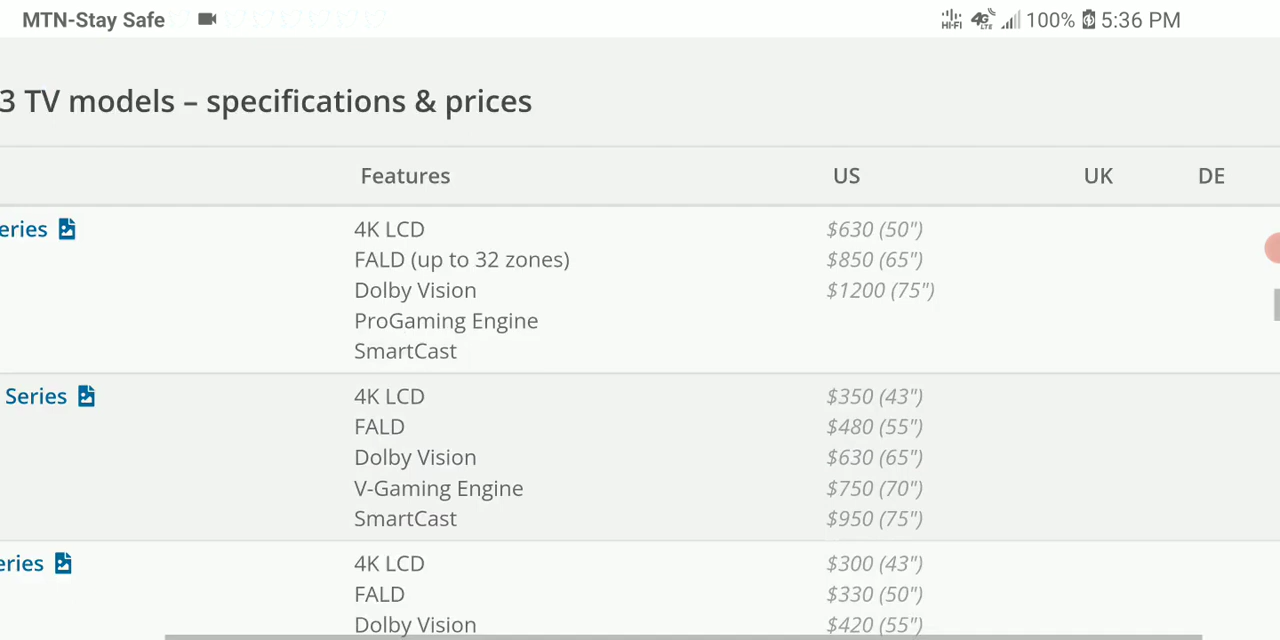 MTN-Stay Safe 100% 5:36 PM
3 TV models – specifications & prices
Features US UK DE
eries 4K LCD $630 (50")
FALD (up to 32 zones) $850 (65")
Dolby Vision $1200 (75")
ProGaming Engine
SmartCast
Series 4K LCD $350 (43")
FALD $480 (55")
Dolby Vision $630 (65")
V-Gaming Engine $750 (70")
SmartCast $950 (75")
eries 4K LCD $300 (43")
FALD $330 (50")
Dolby Vision $420 (55")